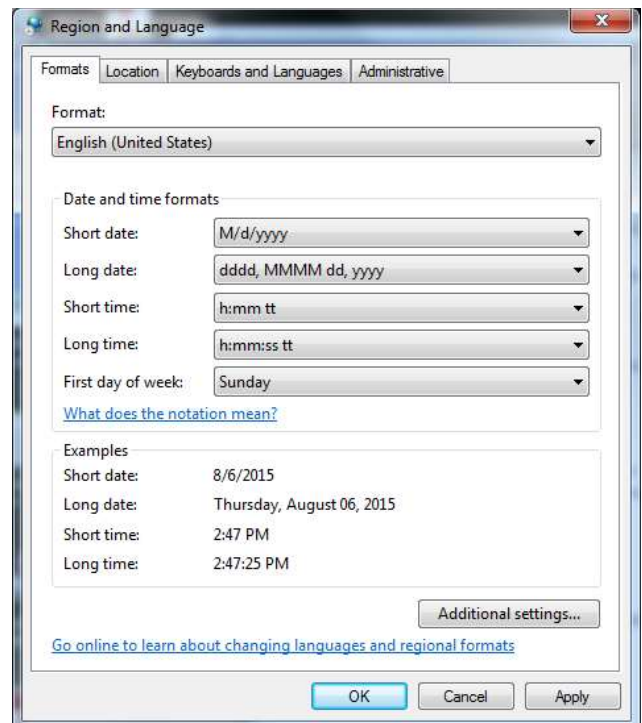 Region and Language
Formats Location Keyboards and Languages Administrative
Format:
English (United States)
Date and time formats
Short date: M/d/yyyy
Long date: dddd, MMMM dd, yyyy
Short time: h:mm tt
Long time: h:mm:ss tt
First day of week: Sunday
What does the notation mean?
Examples
Short date: 8/6/2015
Long date: Thursday, August 06, 2015
Short time: 2:47 PM
Long time: 2:47:25 PM
Additional settings...
Go online to learn about changing languages and regional formats
OK Cancel Apply